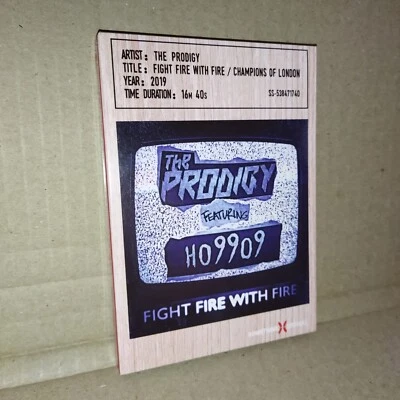 ARTIST: THE PRODIGY
TITLE: FIGHT FIRE WITH FIRE / CHAMPIONS OF LONDON
YEAR: 2019
TIME DURATION: 16M 40S SS-538471740
THE
PRODIGY
FEATURING
HO99O9
FIGHT FIRE WITH FIRE